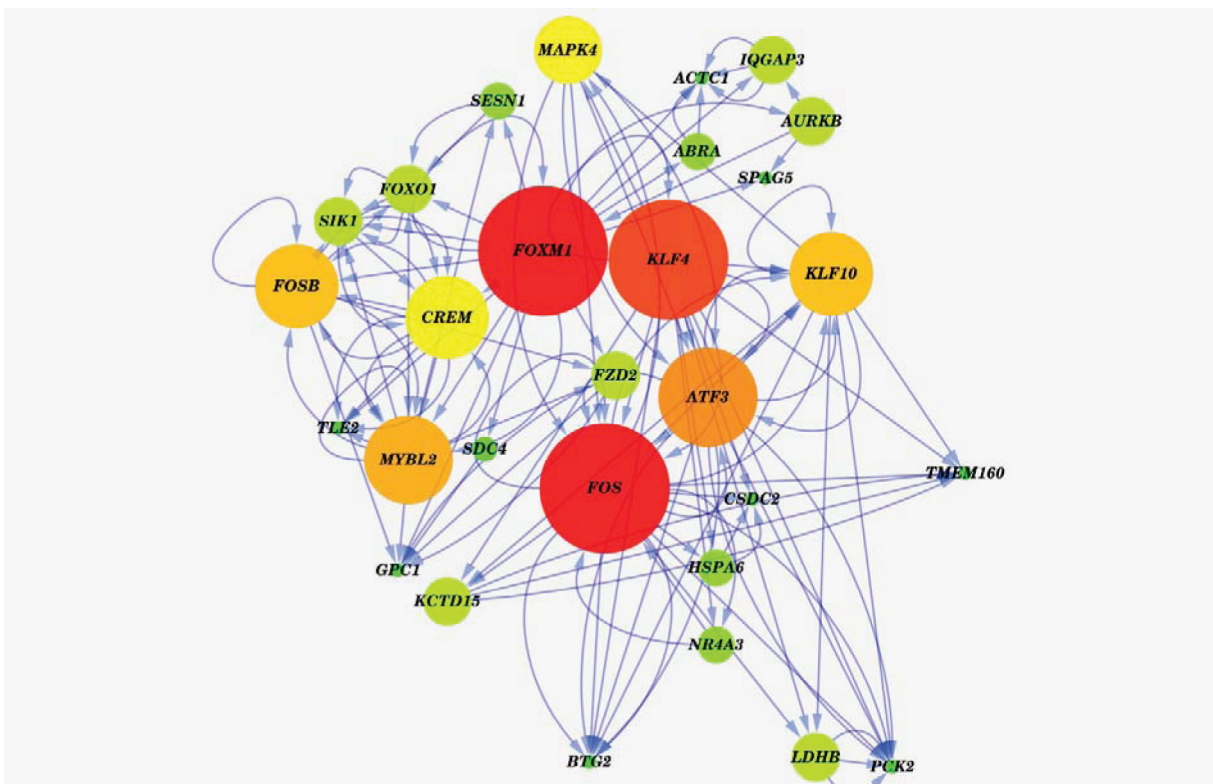 MAPK4
IQGAP3
ACTC1
SESN1
AURKB
ABRA
SPAG5
FOXO1
SIK1
FOXM1
KLF4
KLF10
FOSB
CREM
FZD2
ATF3
TLE2
SDC4
MYBL2
TMEM160
FOS
CSDC2
GPC1
HSPA6
KCTD15
NR4A3
BTG2
LDHB
PCK2